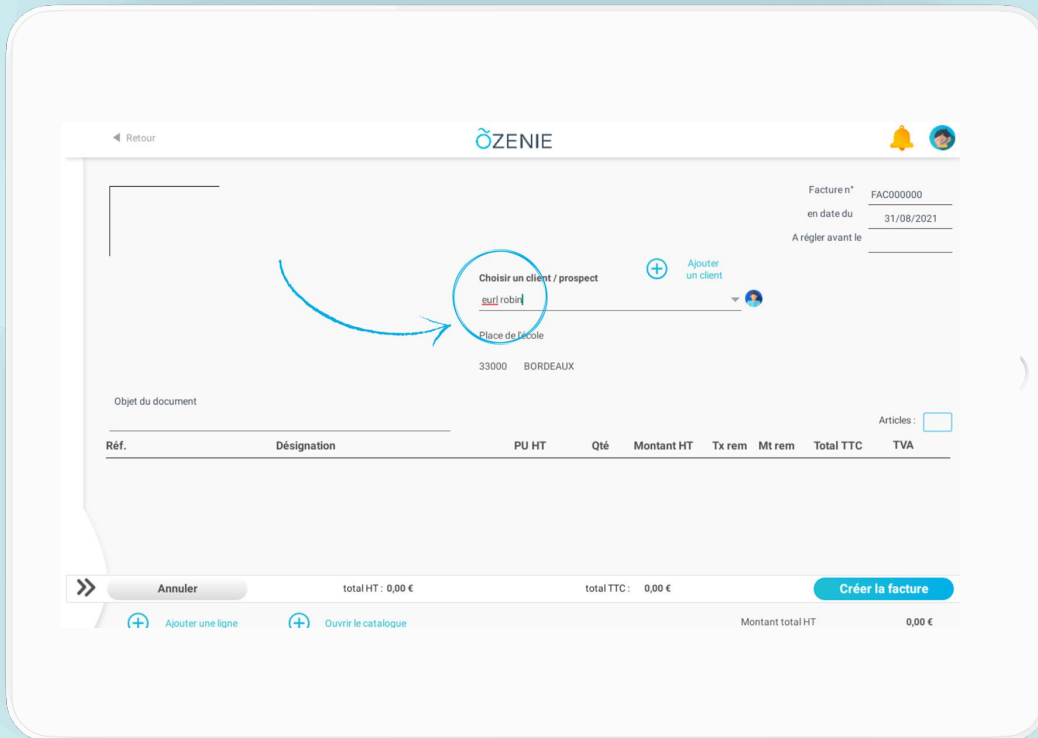 Retour
ÕZENIE
Facture n° FAC000000
en date du 31/08/2021
A régler avant le
Choisir un client / prospect
Ajouter
un client
eurl robin
Place de l'école
33000 BORDEAUX
Objet du document
Articles :
Réf. Désignation PU HT Qté Montant HT Tx rem Mt rem Total TTC TVA
Annuler total HT : 0,00 € total TTC : 0,00 € Créer la facture
Ajouter une ligne Ouvrir le catalogue Montant total HT 0,00 €